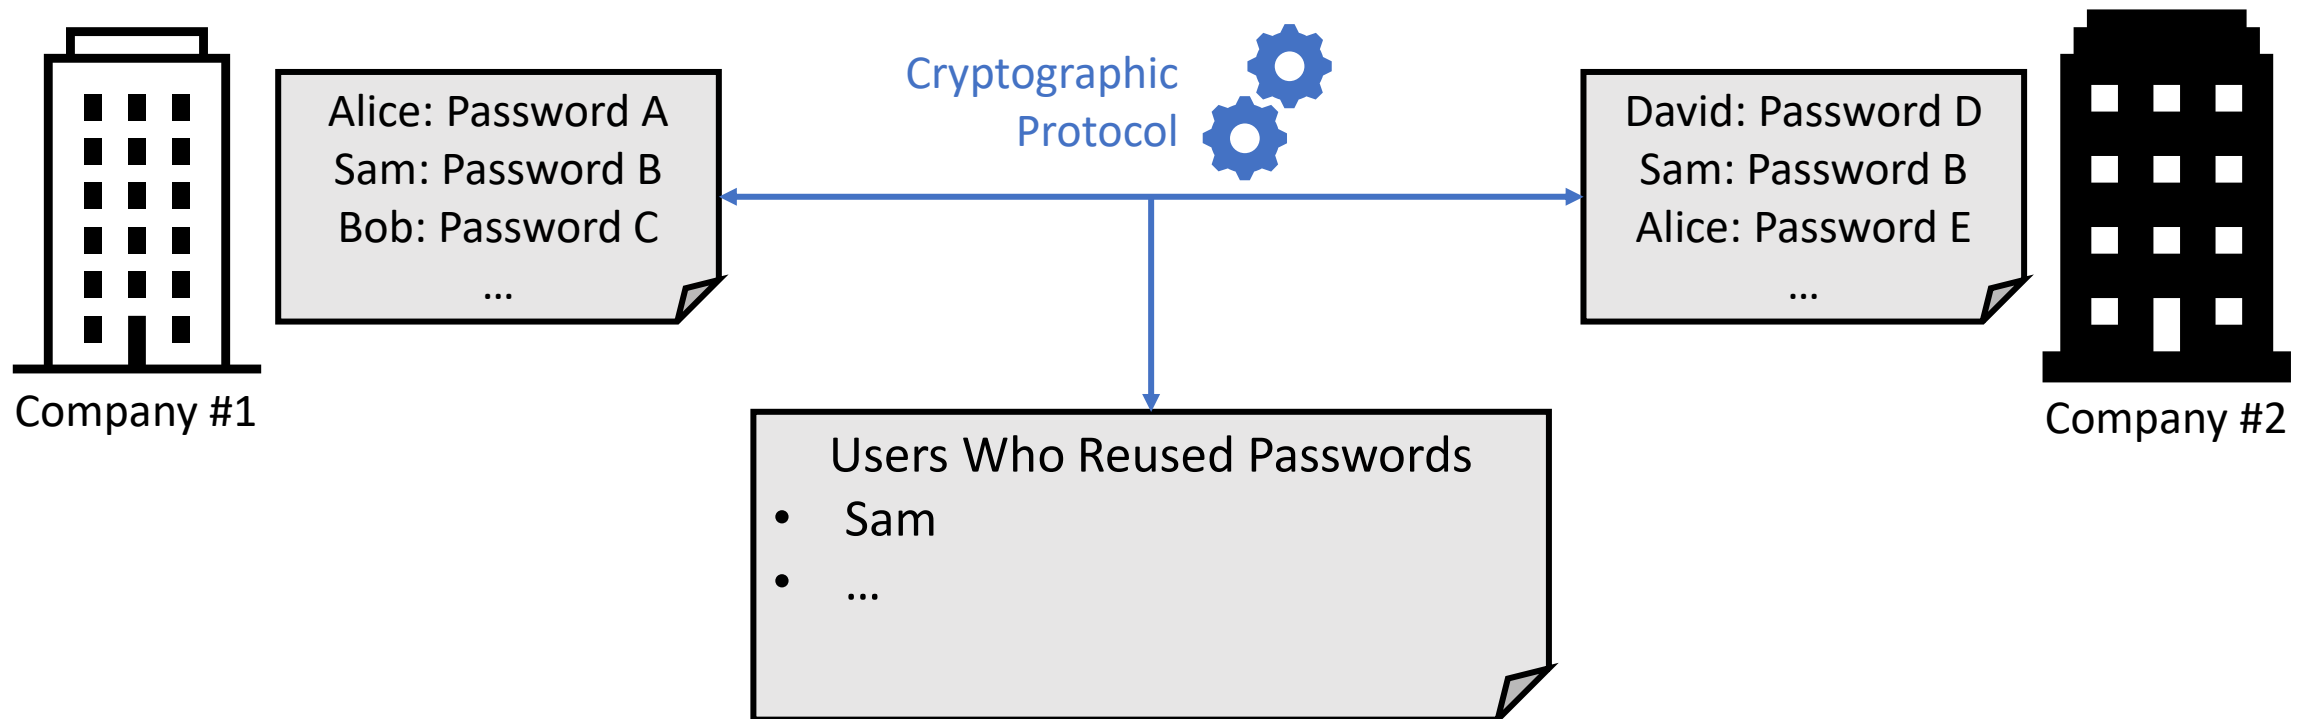 Cryptographic
Protocol
Alice: Password A
Sam: Password B
Bob: Password C
...
David: Password D
Sam: Password B
Alice: Password E
...
Company #1
Company #2
Users Who Reused Passwords
• Sam
• ...